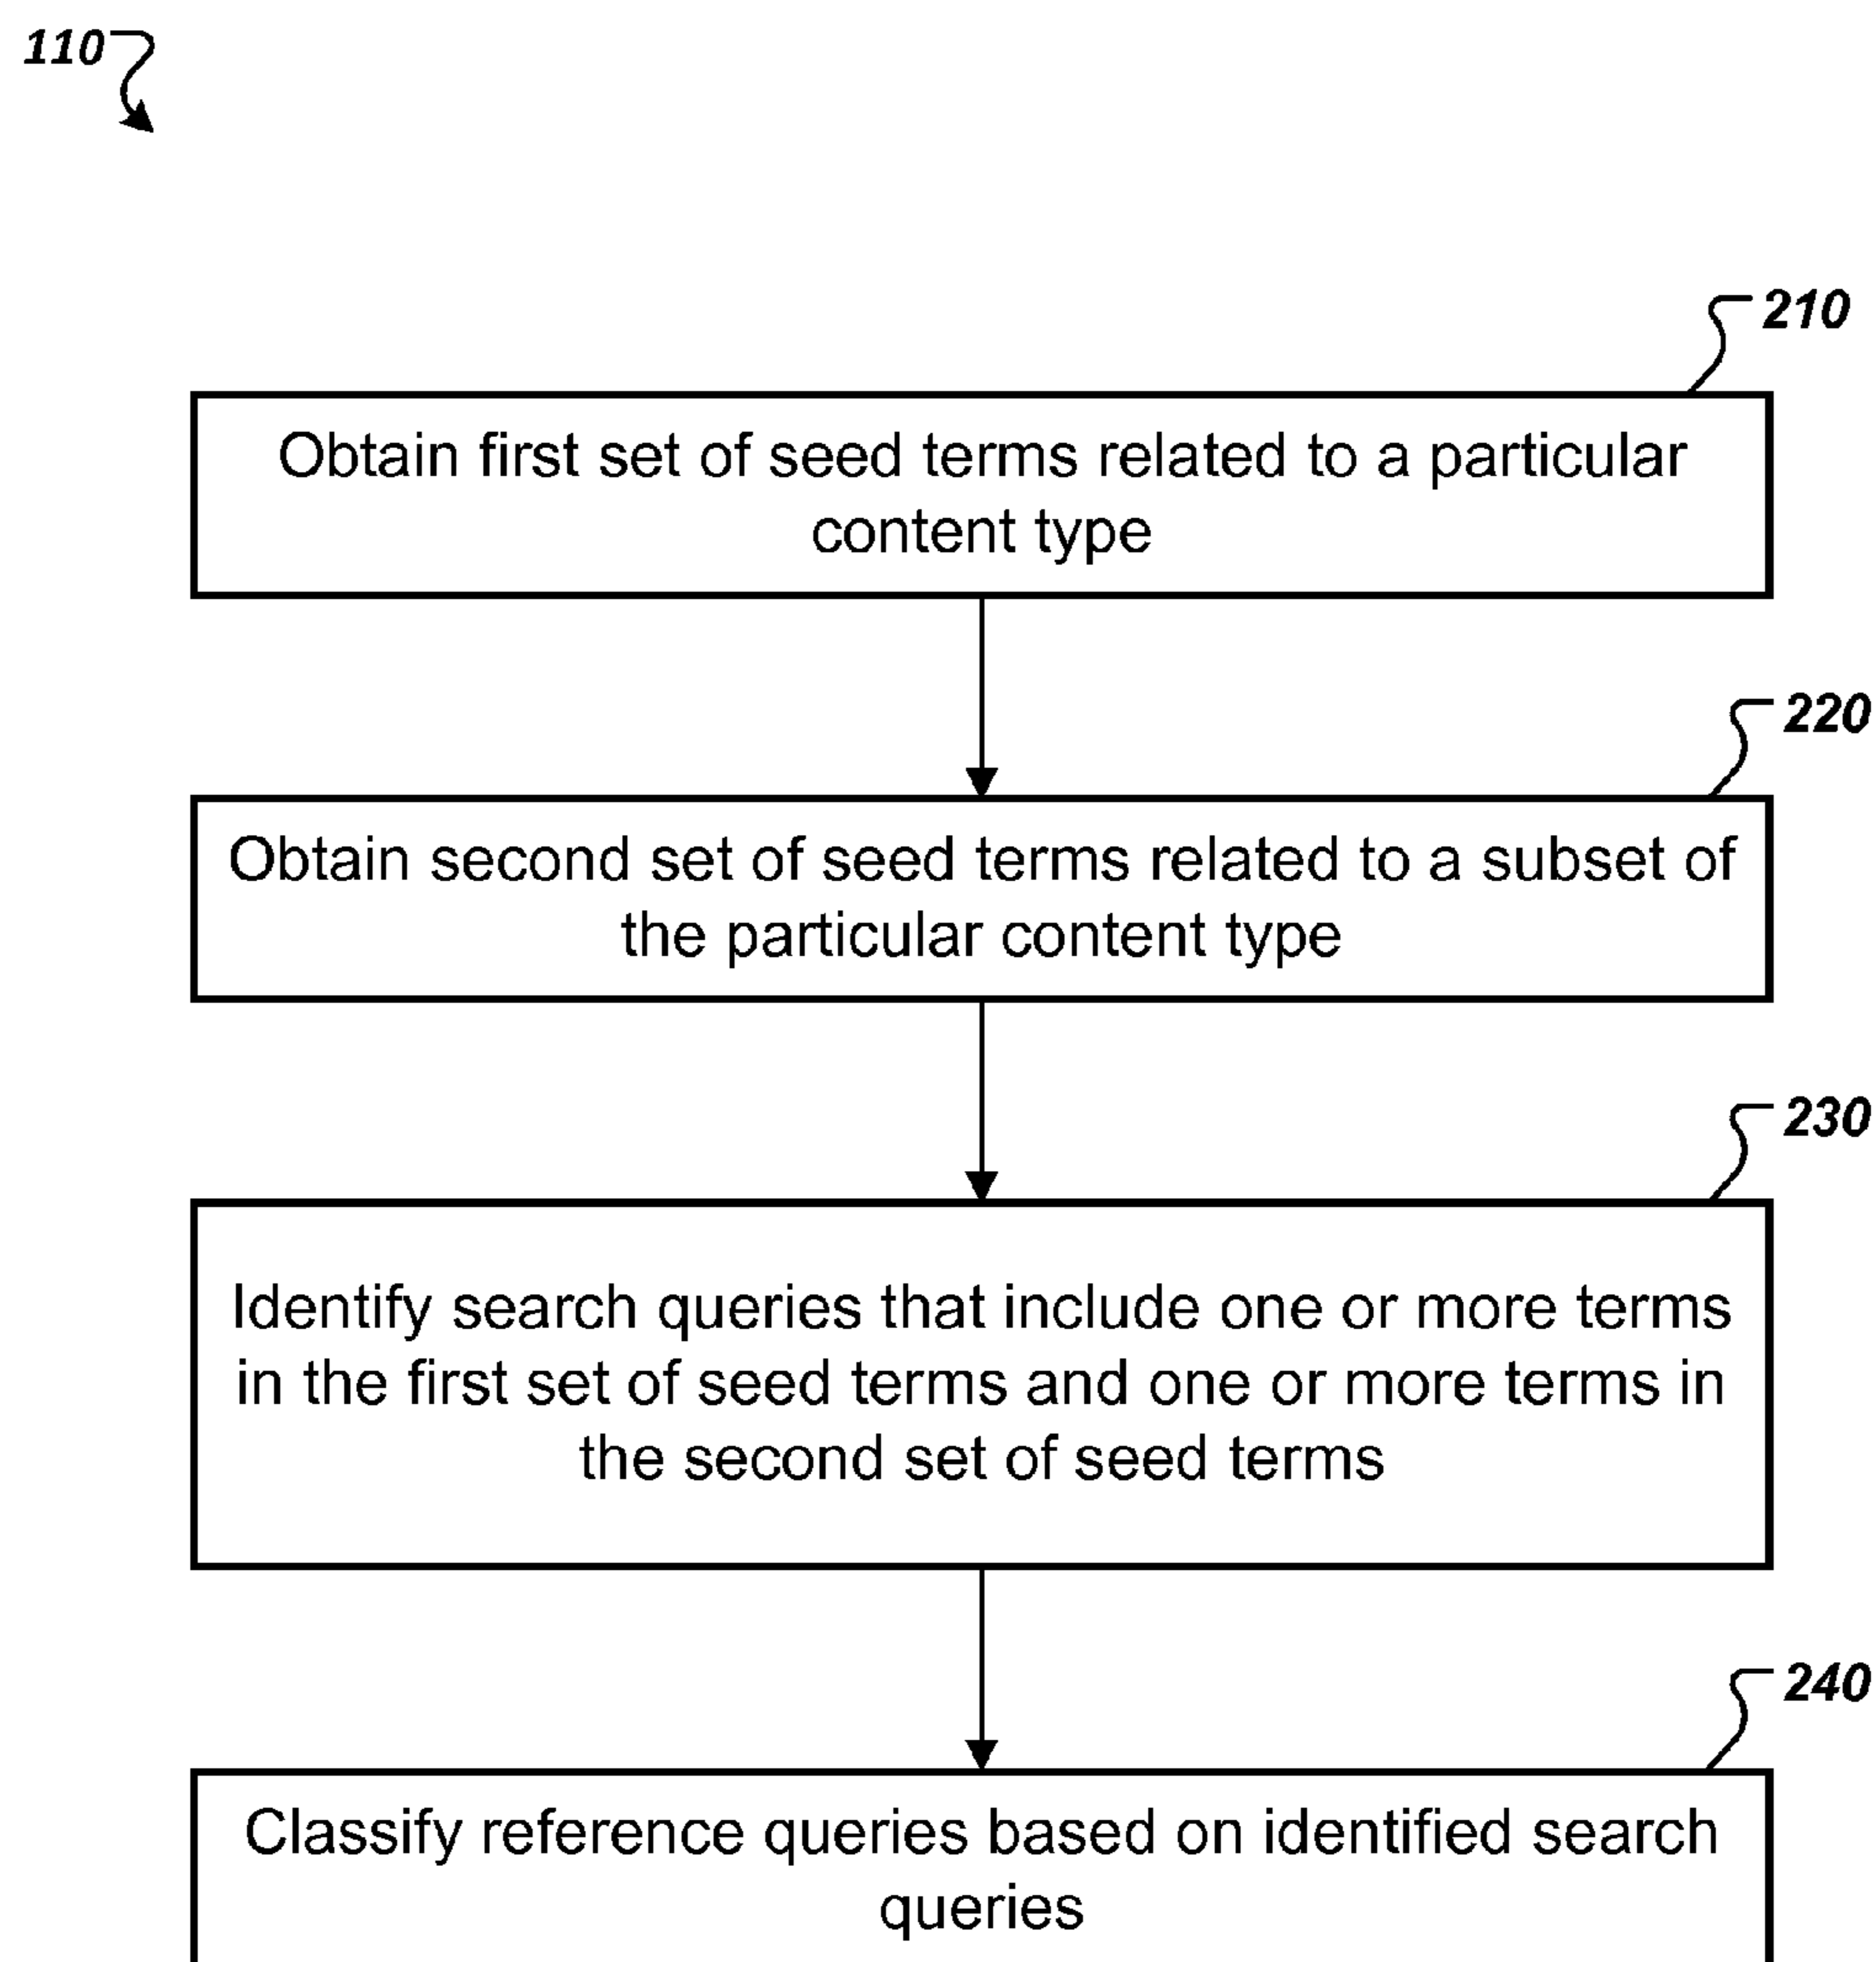 110
210
Obtain first set of seed terms related to a particular
content type
220
Obtain second set of seed terms related to a subset of
the particular content type
230
Identify search queries that include one or more terms
in the first set of seed terms and one or more terms in
the second set of seed terms
240
Classify reference queries based on identified search
queries